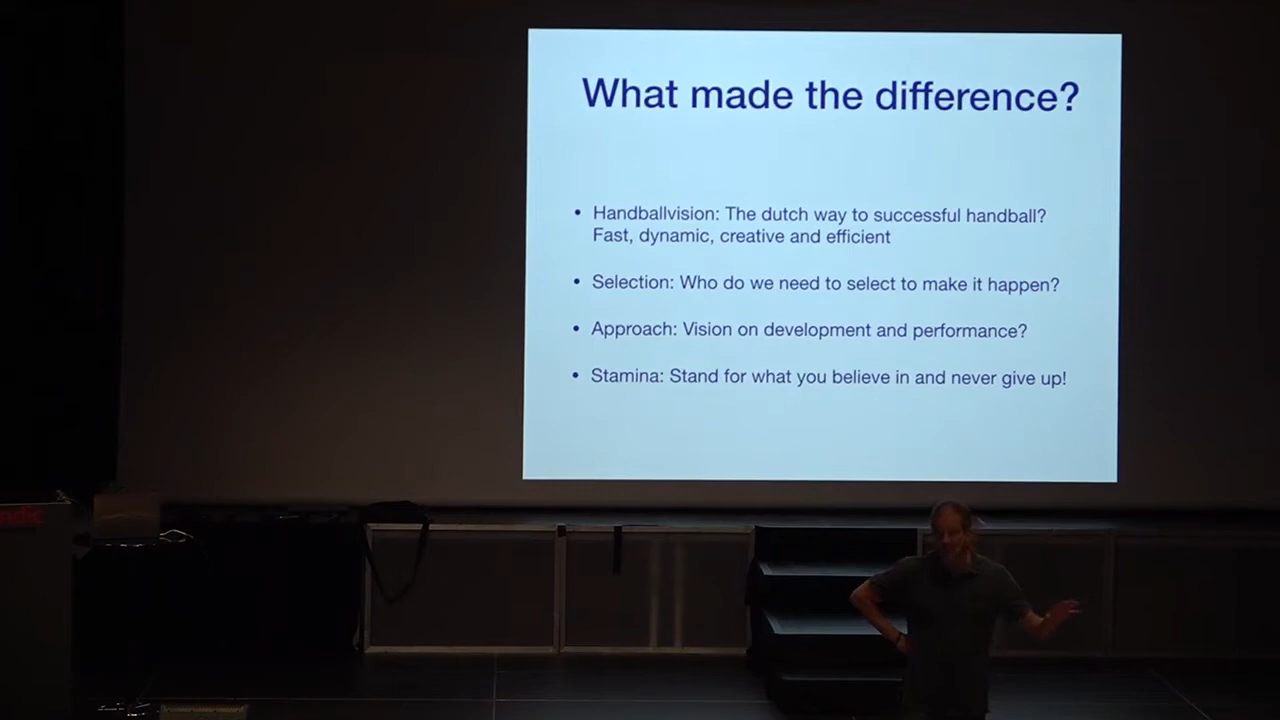 What made the difference?
• Handballvision: The dutch way to successful handball?
Fast, dynamic, creative and efficient
• Selection: Who do we need to select to make it happen?
• Approach: Vision on development and performance?
• Stamina: Stand for what you believe in and never give up!